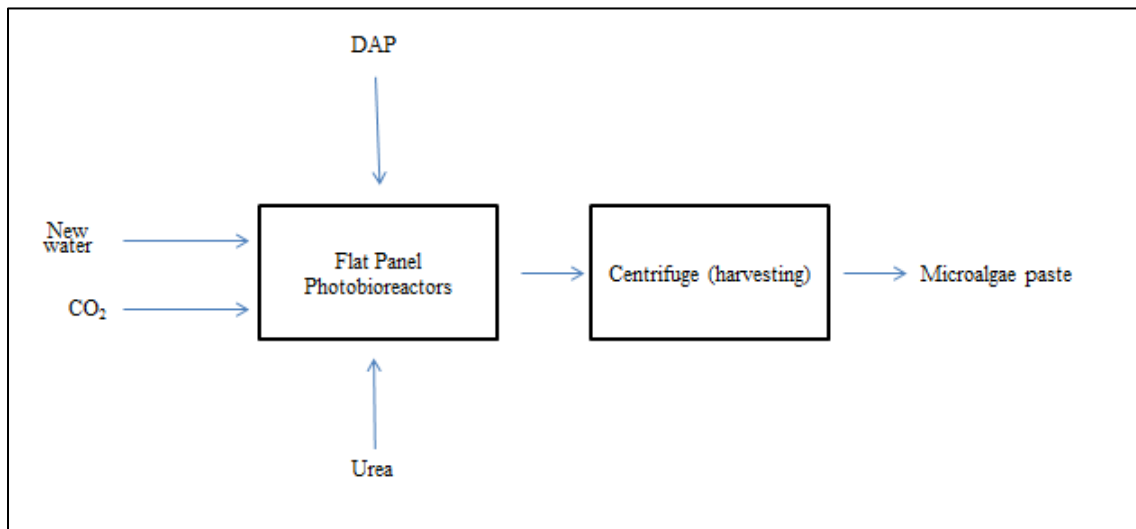 DAP
New
water
CO₂
Flat Panel
Photobioreactors
Centrifuge (harvesting)
Microalgae paste
Urea